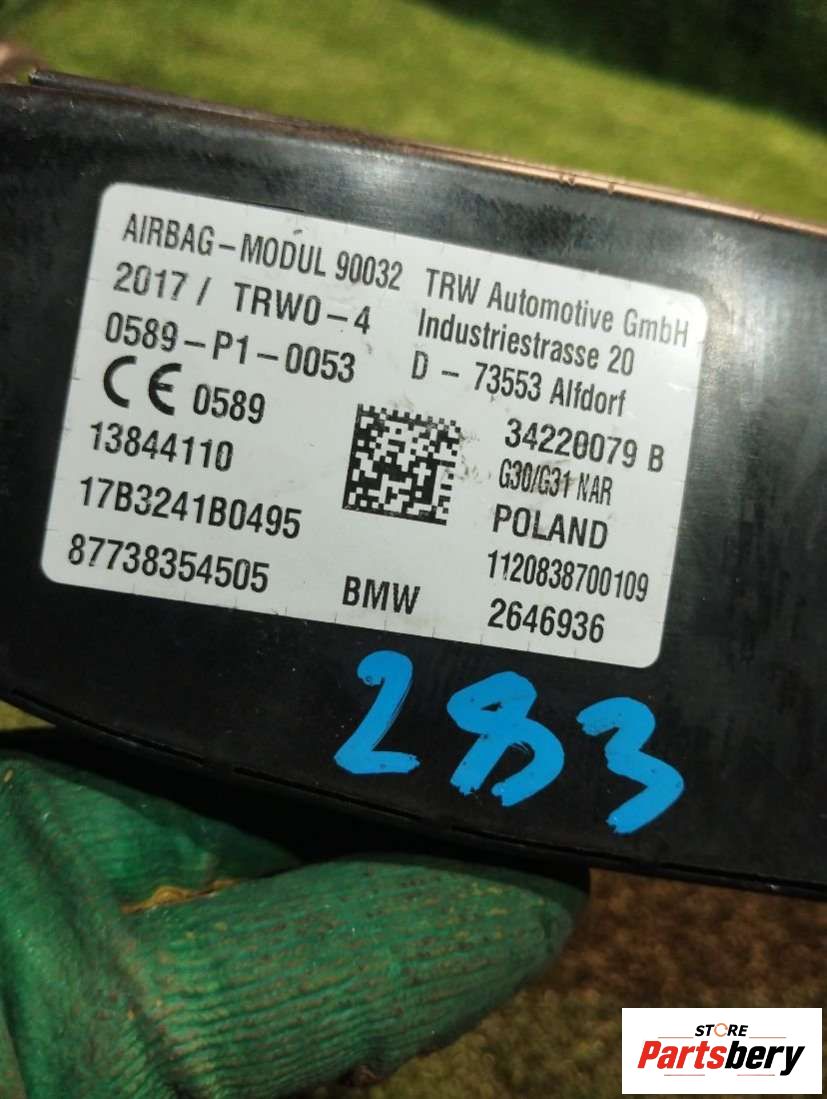 AIRBAG-MODUL 90032
2017 / TRW0-4
0589-P1-0053
CE 0589
13844110
17B3241B0495
87738354505
BMW
TRW Automotive GmbH
Industriestrasse 20
D - 73553 Alfdorf
34220079 B
G30/G31 NAR
POLAND
1120838700109
2646936
283
STORE
Partsbery